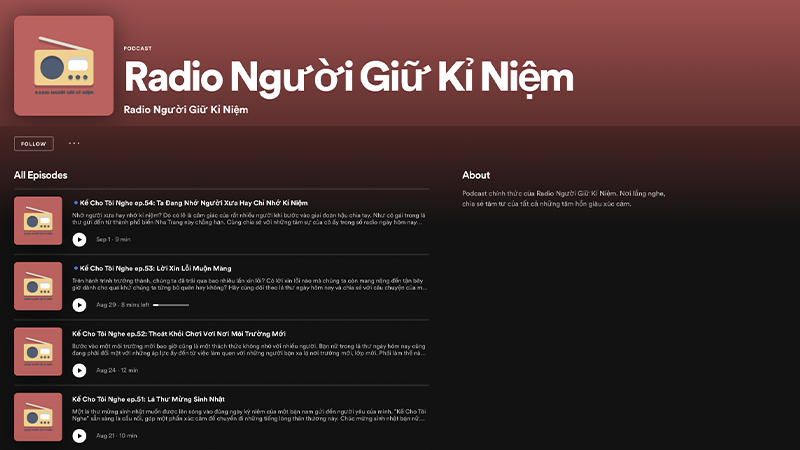 PODCAST
Radio Người Giữ Kỉ Niệm
Radio Người Giữ Kỉ Niệm
RADIO NGƯỜI GIỮ KỈ NIỆM
FOLLOW
All Episodes
Kể Cho Tôi Nghe ep.54: Ta Đang Nhớ Người Xưa Hay Chỉ Nhớ Kỉ Niệm
Nhớ người xưa hay nhớ kỉ niệm? Đó có lẽ là cảm giác của rất nhiều người khi bước vào giai đoạn hậu chia tay. Như cô gái trong lá
thư gửi đến từ thành phố biển Nha Trang này chẳng hạn. Cùng chia sẻ với những tâm sự của cô ấy trong số radio ngày hôm nay...
Sep 1 · 9 min
Kể Cho Tôi Nghe ep.53: Lời Xin Lỗi Muộn Màng
Trên hành trình trưởng thành, chúng ta đã trải qua bao nhiêu lần xin lỗi? Có lời xin lỗi nào mà chúng ta còn mang nặng đến tận bây
giờ dành cho quá khứ chúng ta từng bỏ quên hay không? Hãy cùng dõi theo lá thư ngày hôm nay và chia sẻ với câu chuyện của m...
Aug 29 · 8 mins left
Kể Cho Tôi Nghe ep.52: Thoát Khỏi Chơi Vơi Nơi Môi Trường Mới
Bước vào một môi trường mới bao giờ cũng là một thách thức không nhỏ với nhiều người. Bạn nữ trong lá thư ngày hôm nay cũng
đang phải đối mặt với những áp lực ấy đến từ việc làm quen với những người bạn xa lạ nơi trường mới, lớp mới. Phải làm thế nà...
Aug 24 · 12 min
Kể Cho Tôi Nghe ep.51: Lá Thư Mừng Sinh Nhật
Một lá thư mừng sinh nhật muốn được lên sóng vào đúng ngày kỷ niệm của một bạn nam gửi đến người yêu của mình. "Kể Cho Tôi
Nghe" sẵn sàng là cầu nối, góp một phần xúc cảm để chuyển đi những tiếng lòng thân thương này. Chúc mừng sinh nhật bạn nữ...
Aug 21 · 10 min
About
Podcast chính thức của Radio Người Giữ Kỉ Niệm. Nơi lắng nghe,
chia sẻ tâm tư của tất cả những tâm hồn giàu xúc cảm.